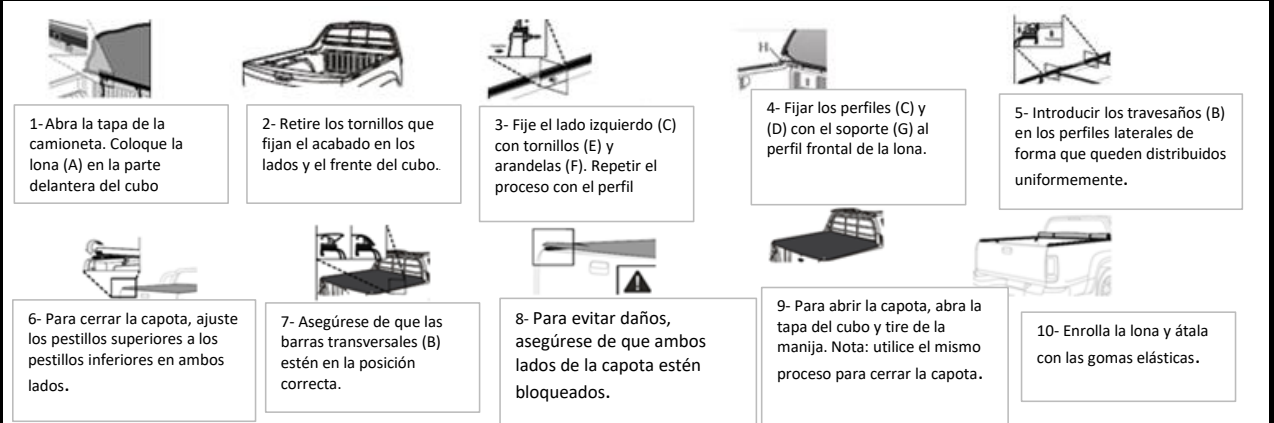 1- Abra la tapa de la
camioneta. Coloque la
lona (A) en la parte
delantera del cubo
2- Retire los tornillos que
fijan el acabado en los
lados y el frente del cubo..
3- Fije el lado izquierdo (C)
con tornillos (E) y
arandelas (F). Repetir el
proceso con el perfil
H
4- Fijar los perfiles (C) y
(D) con el soporte (G) al
perfil frontal de la lona.
5- Introducir los travesaños (B)
en los perfiles laterales de
forma que queden distribuidos
uniformemente.
6- Para cerrar la capota, ajuste
los pestillos superiores a los
pestillos inferiores en ambos
lados.
7- Asegúrese de que las
barras transversales (B)
estén en la posición
correcta.
8- Para evitar daños,
asegúrese de que ambos
lados de la capota estén
bloqueados.
9- Para abrir la capota, abra la
tapa del cubo y tire de la
manija. Nota: utilice el mismo
proceso para cerrar la capota.
10- Enrolla la lona y átala
con las gomas elásticas.